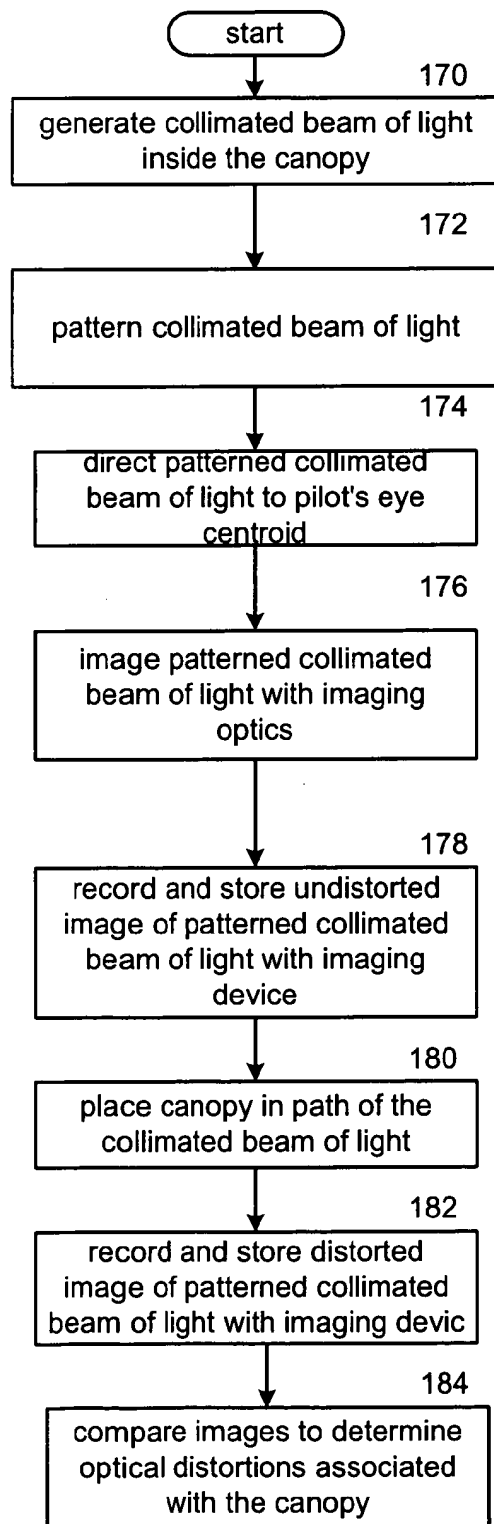 start
170
generate collimated beam of light
inside the canopy
172
pattern collimated beam of light
174
direct patterned collimated
beam of light to pilot's eye
centroid
176
image patterned collimated
beam of light with imaging
optics
178
record and store undistorted
image of patterned collimated
beam of light with imaging
device
180
place canopy in path of the
collimated beam of light
182
record and store distorted
image of patterned collimated
beam of light with imaging devic
184
compare images to determine
optical distortions associated
with the canopy